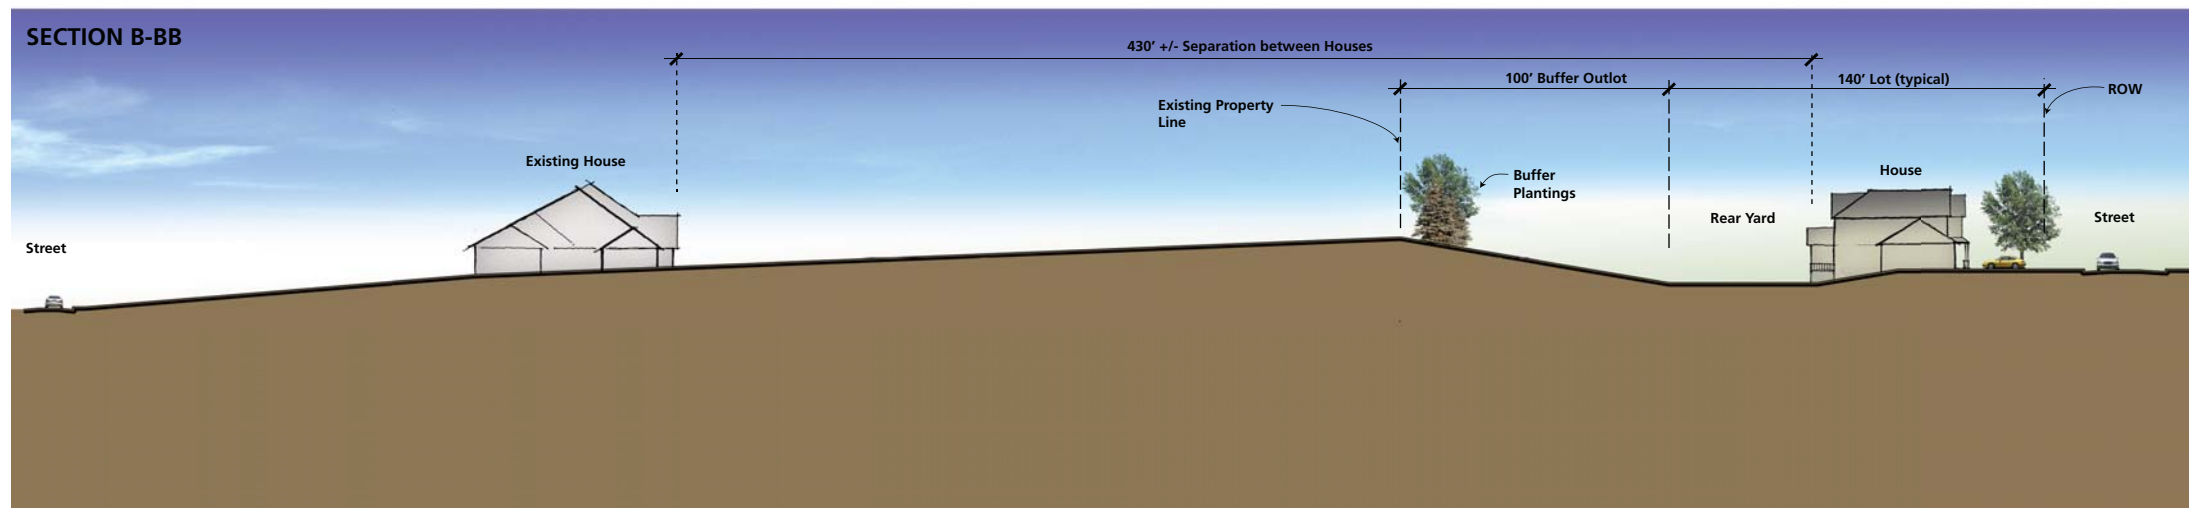 SECTION B-BB
430’ +/- Separation between Houses
100’ Buffer Outlot
140’ Lot (typical)
ROW
Existing Property
Line
Existing House
Buffer
Plantings
House
Rear Yard
Street
Street